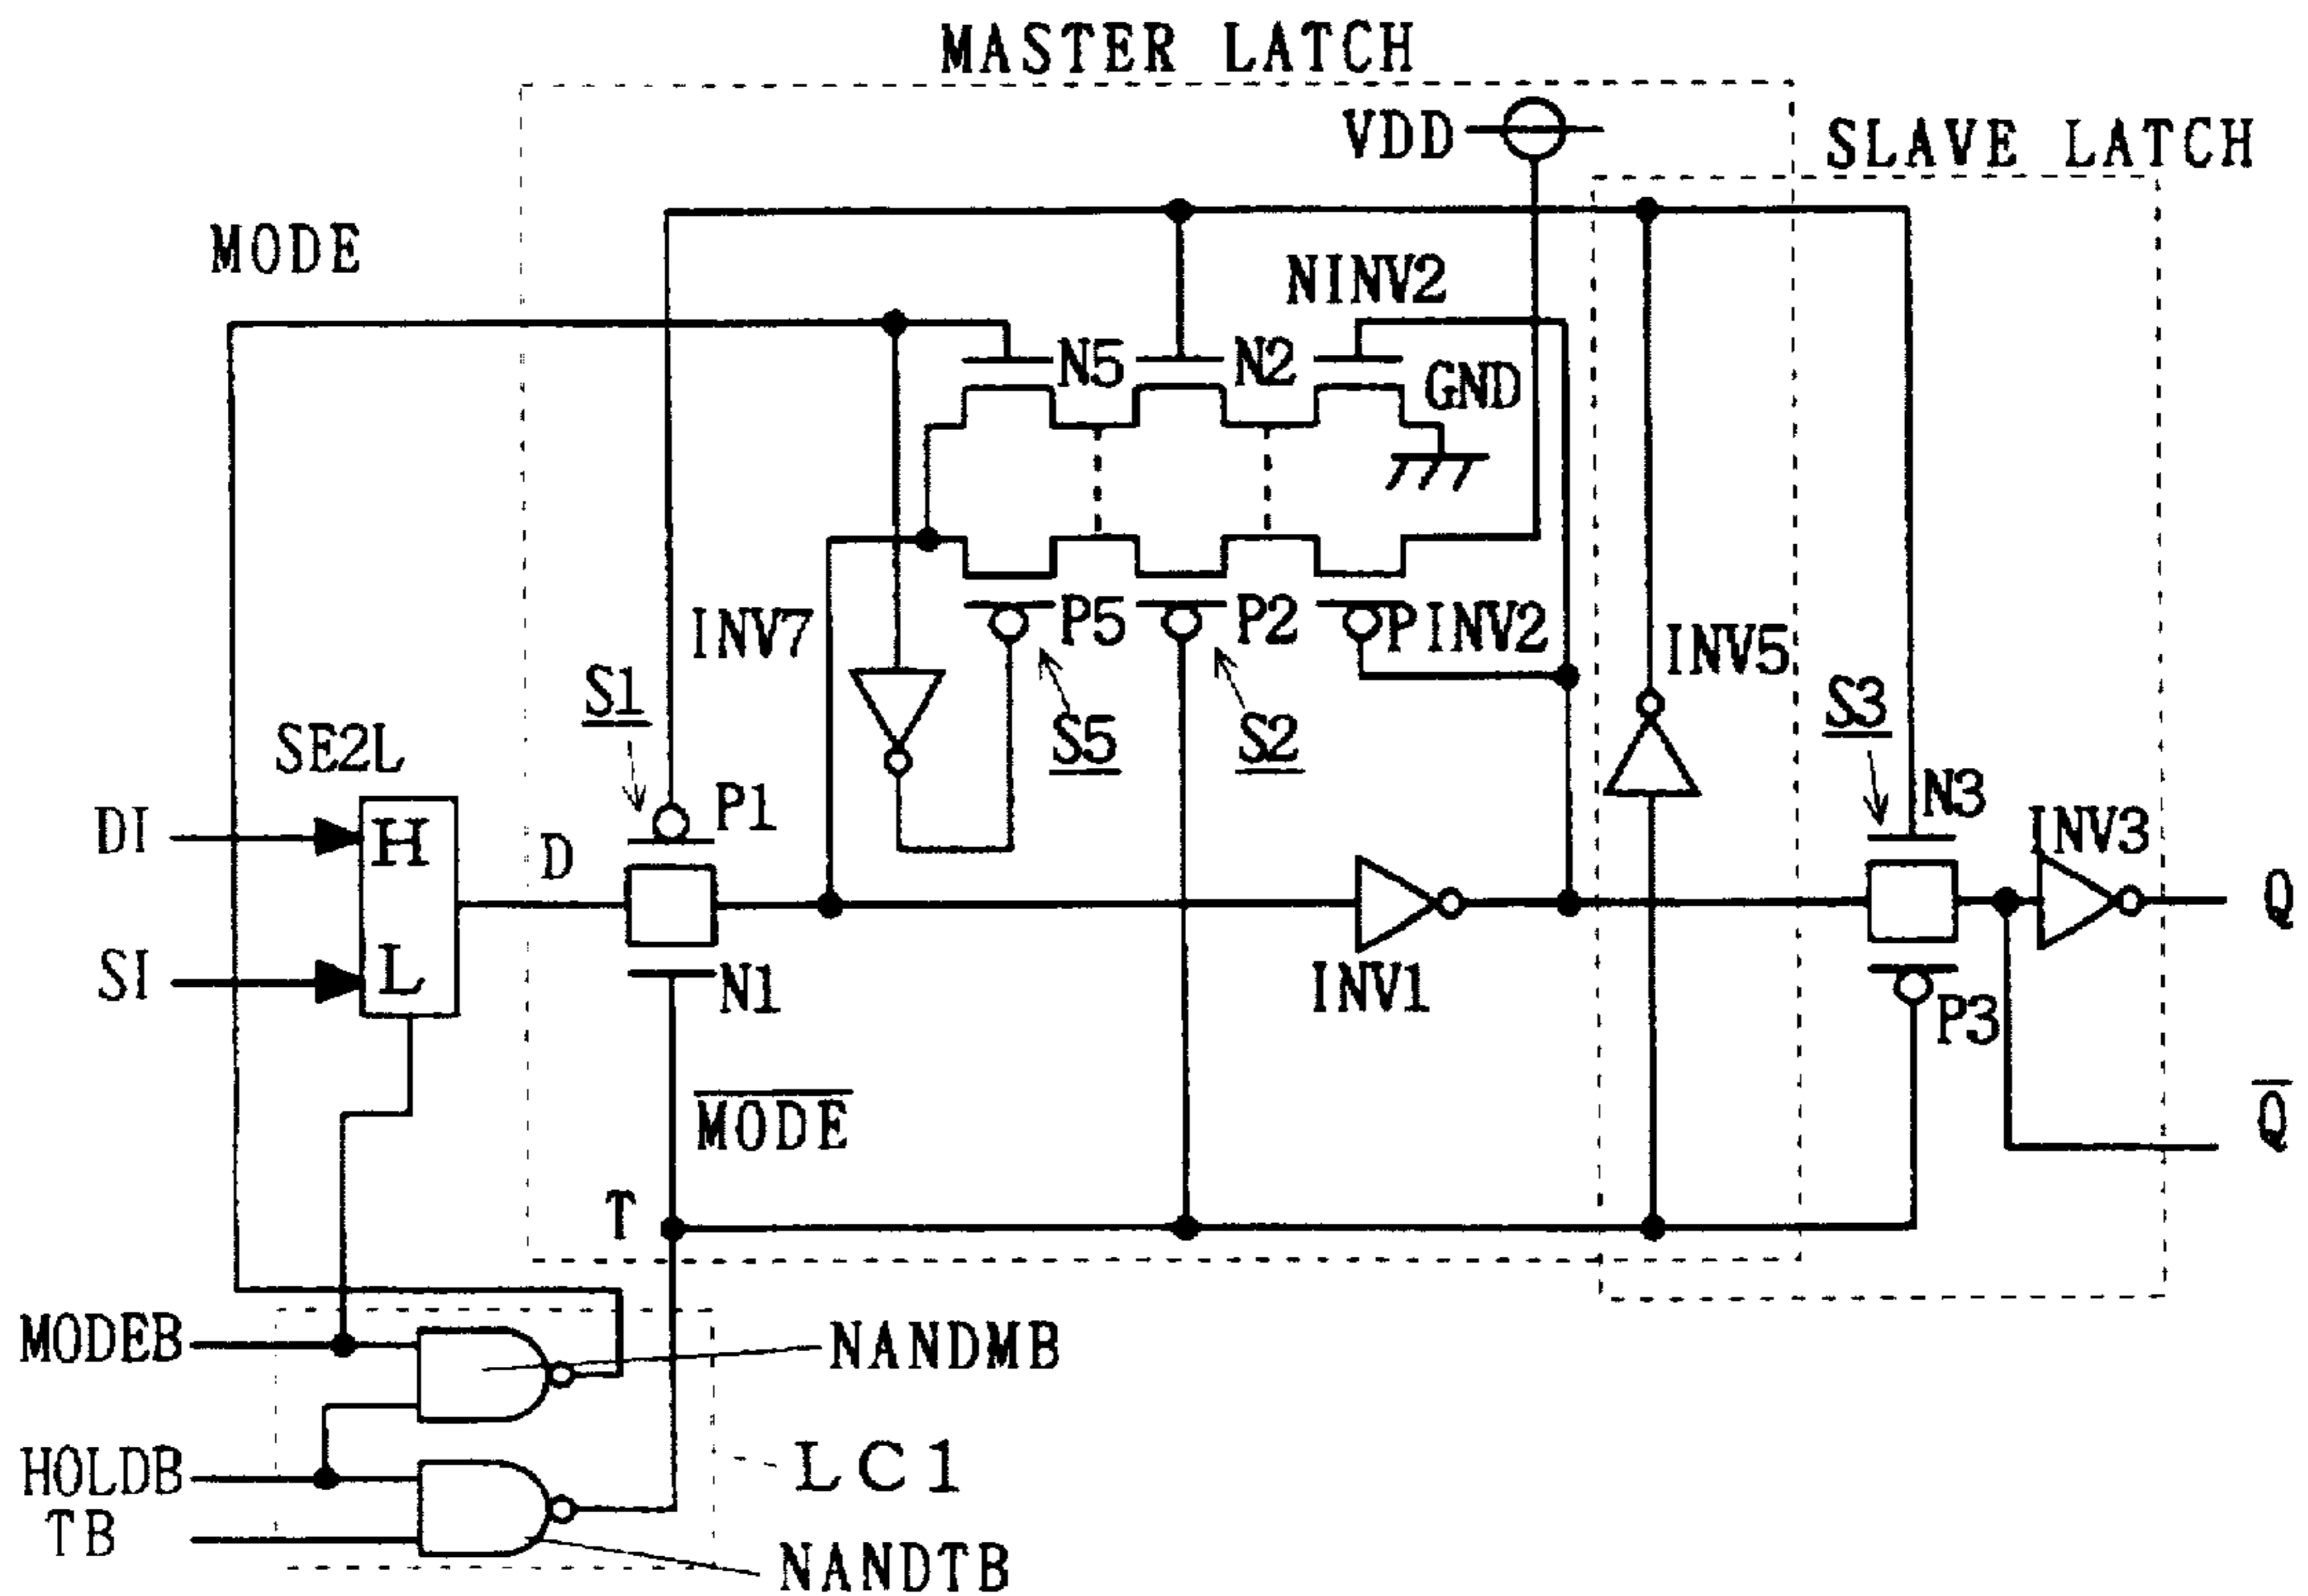 MASTER LATCH
VDD
SLAVE LATCH
MODE
NINV2
N5
N2
GND
INV7
P5
P2
PINV2
INV5
S1
S5
S2
S3
SE2L
P1
N3
DI
H
D
INV3
Q
SI
L
N1
INV1
P3
M̅O̅D̅E̅
Q̅
T
MODEB
NANDMB
HOLDB
LC1
TB
NANDTB